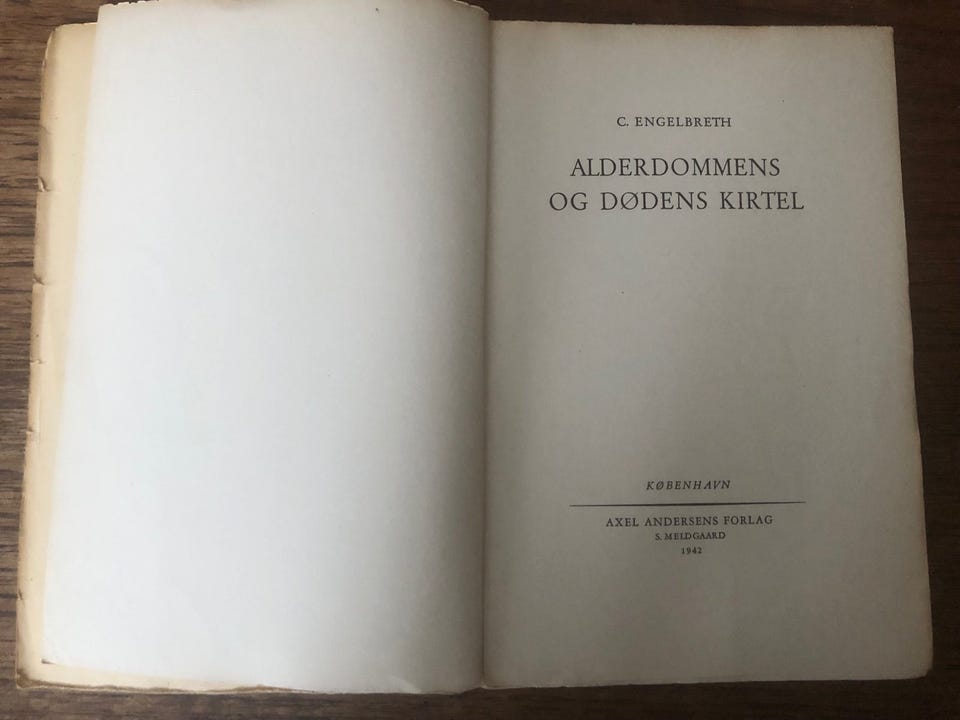 C. ENGELBRETH
ALDERDOMMENS
OG DØDENS KIRTEL
KØBENHAVN
AXEL ANDERSENS FORLAG
S. MELDGAARD
1942